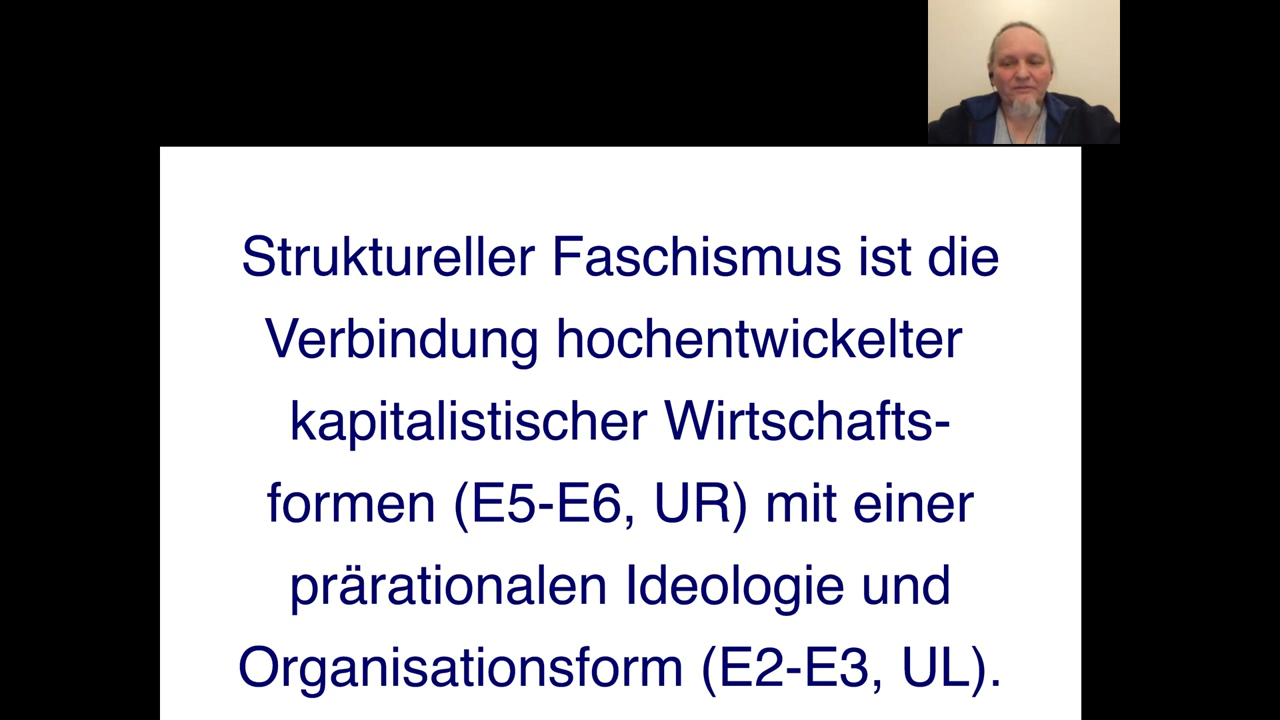 Struktureller Faschismus ist die
Verbindung hochentwickelter
kapitalistischer Wirtschafts-
formen (E5-E6, UR) mit einer
prärationalen Ideologie und
Organisationsform (E2-E3, UL).